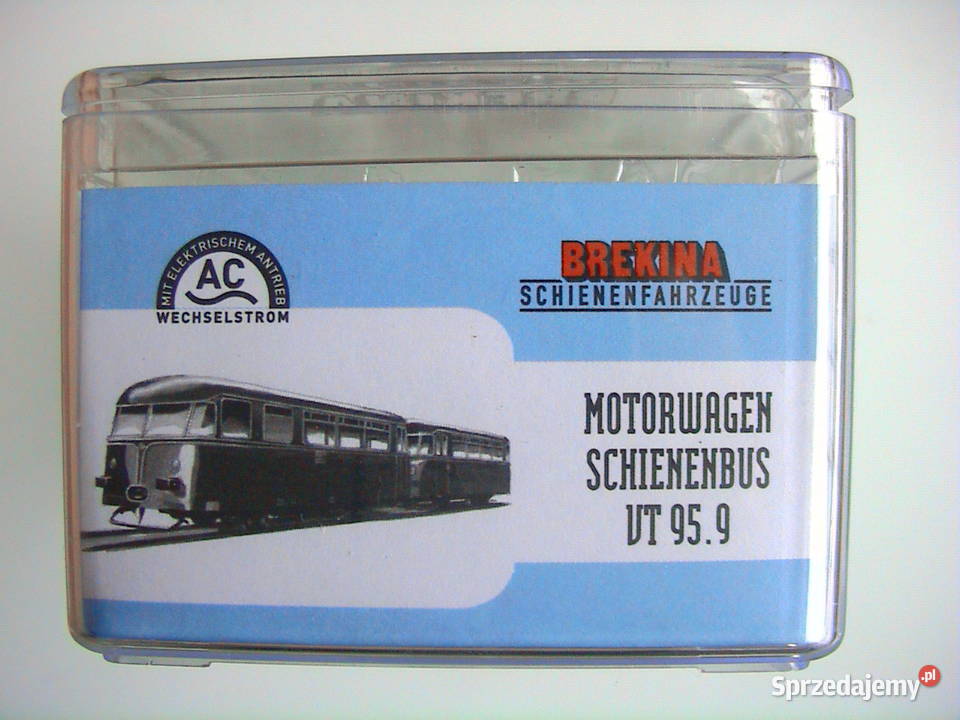 MIT ELEKTRISCHEM ANTRIEB
AC
WECHSELSTROM
BREKINA
SCHIENENFAHRZEUGE
MOTORWAGEN
SCHIENENBUS
VT 95.9
Sprzedajemy.pl